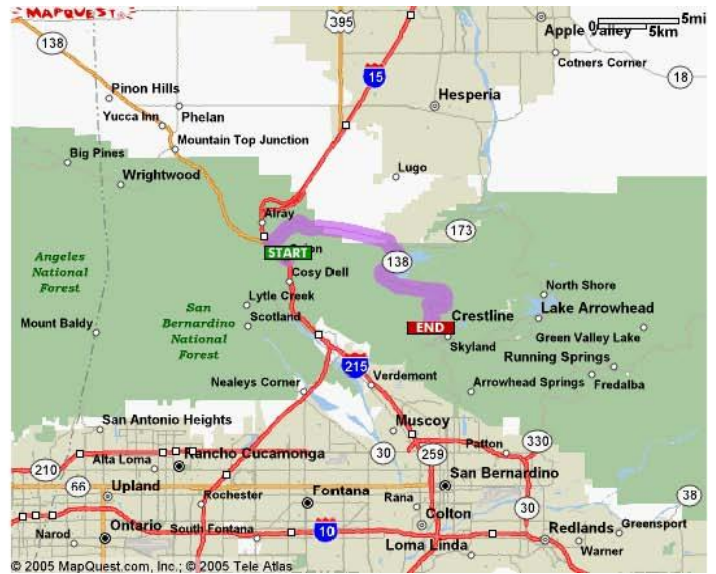 MAPQUEST
395
5mi
0
5km
Apple Valley
138
Cotners Corner
15
18
Pinon Hills
Hesperia
Yucca Inn
Phelan
Mountain Top Junction
Big Pines
Lugo
Wrightwood
Alray
173
START
138
Angeles
National
Forest
Cosy Dell
North Shore
Lytle Creek
San
Bernardino
National
Forest
Scotland
Crestline
Lake Arrowhead
END
Mount Baldy
Skyland
Green Valley Lake
Running Springs
215
Nealeys Corner
Verdemont
Arrowhead Springs
Fredalba
San Antonio Heights
Muscoy
330
Patton
30
259
210
Alta Loma
Rancho Cucamonga
San Bernardino
66
Upland
Rochester
Fontana
Rana
38
Colton
30
Ontario
South Fontana
10
Redlands
Greensport
Narod
Loma Linda
Warner
© 2005 MapQuest.com, Inc.; © 2005 Tele Atlas